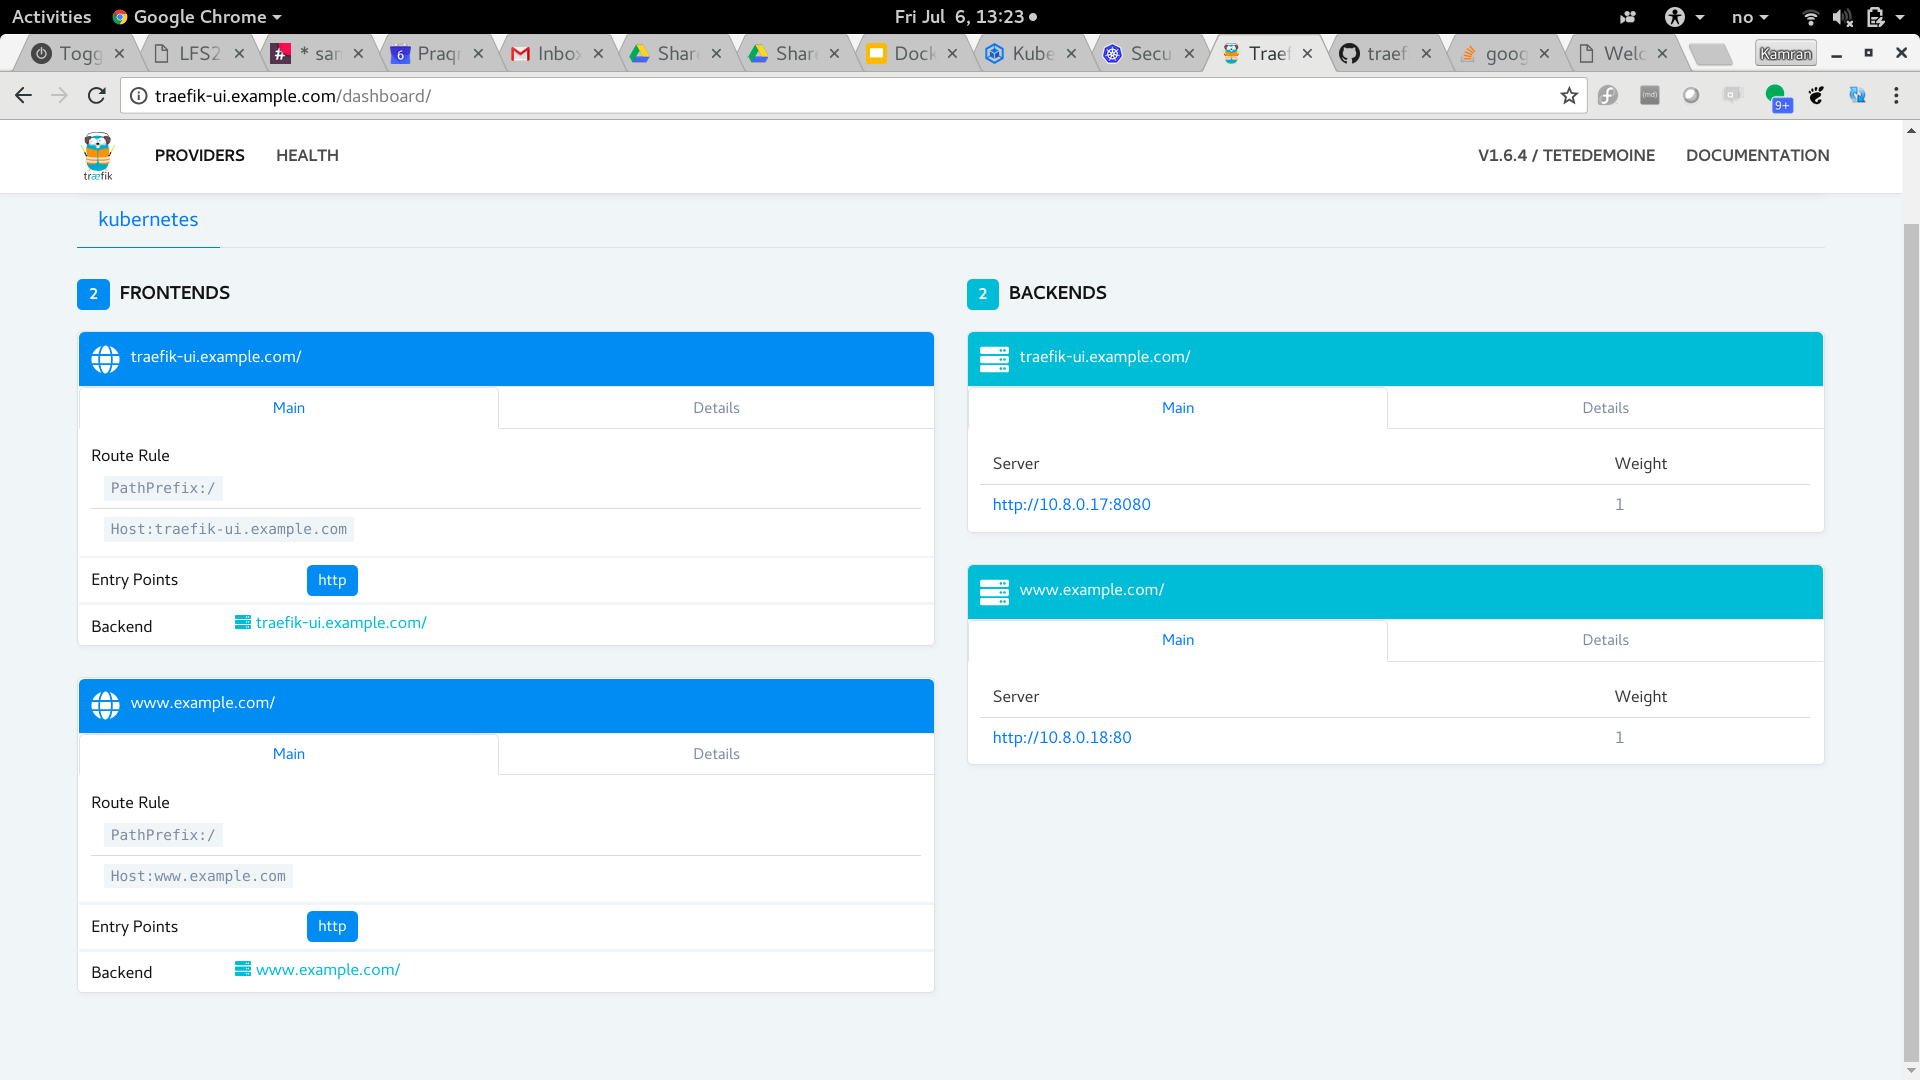 Activities Google Chrome Fri Jul 6, 13:23 no
Togg LFS2 * san Praqm Inbox Share Share Dock Kube Secu Traef traef goog Welc Kamran
traefik-ui.example.com/dashboard/ 9+
træfik PROVIDERS HEALTH V1.6.4 / TETEDEMOINE DOCUMENTATION
kubernetes
2 FRONTENDS
traefik-ui.example.com/
Main Details
Route Rule
PathPrefix:/
Host:traefik-ui.example.com
Entry Points http
Backend traefik-ui.example.com/
www.example.com/
Main Details
Route Rule
PathPrefix:/
Host:www.example.com
Entry Points http
Backend www.example.com/
2 BACKENDS
traefik-ui.example.com/
Main Details
Server Weight
http://10.8.0.17:8080 1
www.example.com/
Main Details
Server Weight
http://10.8.0.18:80 1